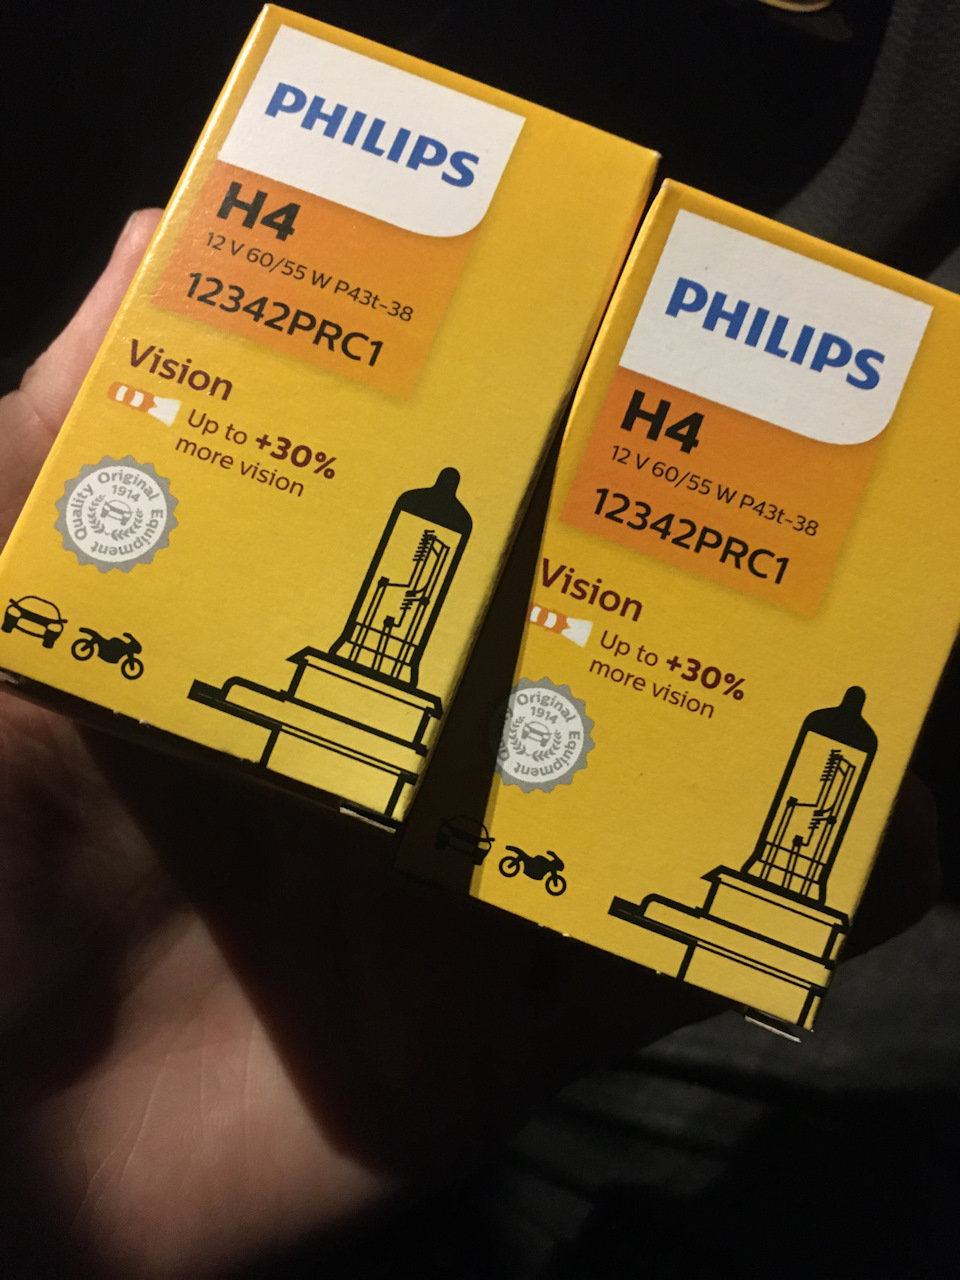 PHILIPS
H4
12 V 60/55 W P43t-38
12342PRC1
Vision
Up to +30%
more vision
Quality Original Equipment
1914
PHILIPS
H4
12 V 60/55 W P43t-38
12342PRC1
Vision
Up to +30%
more vision
Quality Original Equipment
1914